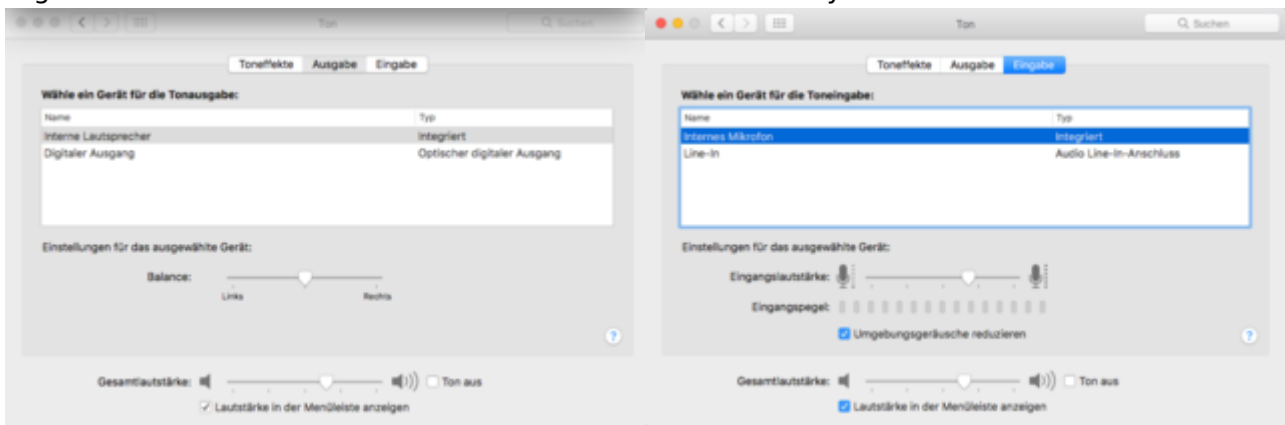 Ton
Suchen
Toneffekte Ausgabe Eingabe
Wähle ein Gerät für die Tonausgabe:
Name Typ
Interne Lautsprecher Integriert
Digitaler Ausgang Optischer digitaler Ausgang
Einstellungen für das ausgewählte Gerät:
Balance:
Links Rechts
?
Gesamtlautstärke: Ton aus
Lautstärke in der Menüleiste anzeigen
Ton
Suchen
Toneffekte Ausgabe Eingabe
Wähle ein Gerät für die Toneingabe:
Name Typ
Internes Mikrofon Integriert
Line-In Audio Line-In-Anschluss
Einstellungen für das ausgewählte Gerät:
Eingangslautstärke:
Eingangspegel:
Umgebungsgeräusche reduzieren
?
Gesamtlautstärke: Ton aus
Lautstärke in der Menüleiste anzeigen